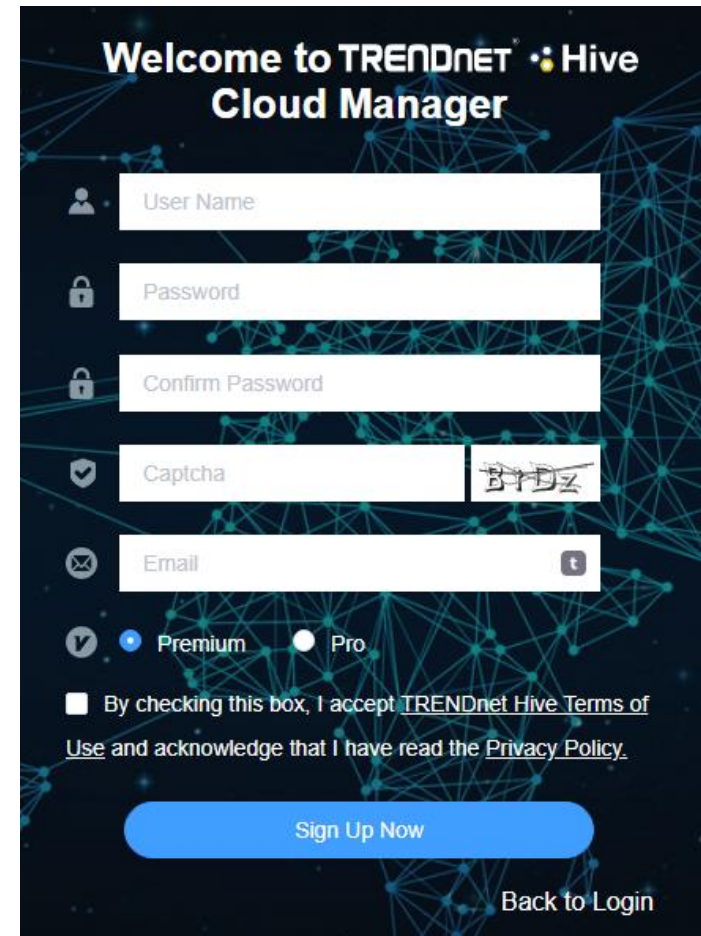 Welcome to TRENDnet® Hive
Cloud Manager
User Name
Password
Confirm Password
Captcha
Email
t
Premium Pro
By checking this box, I accept TRENDnet Hive Terms of
Use and acknowledge that I have read the Privacy Policy.
Sign Up Now
Back to Login